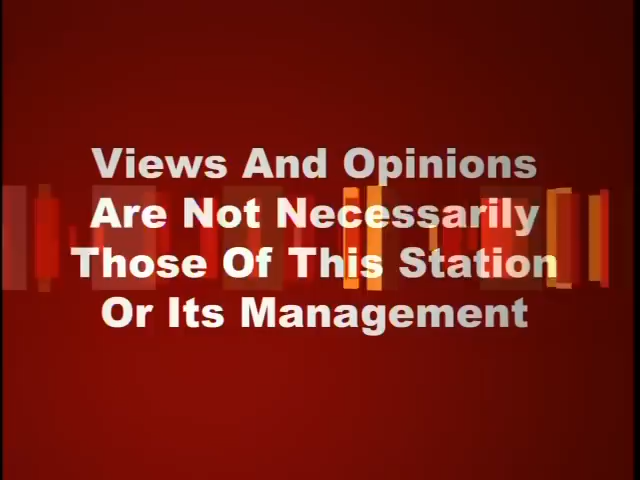 Views And Opinions
Are Not Necessarily
Those Of This Station
Or Its Management